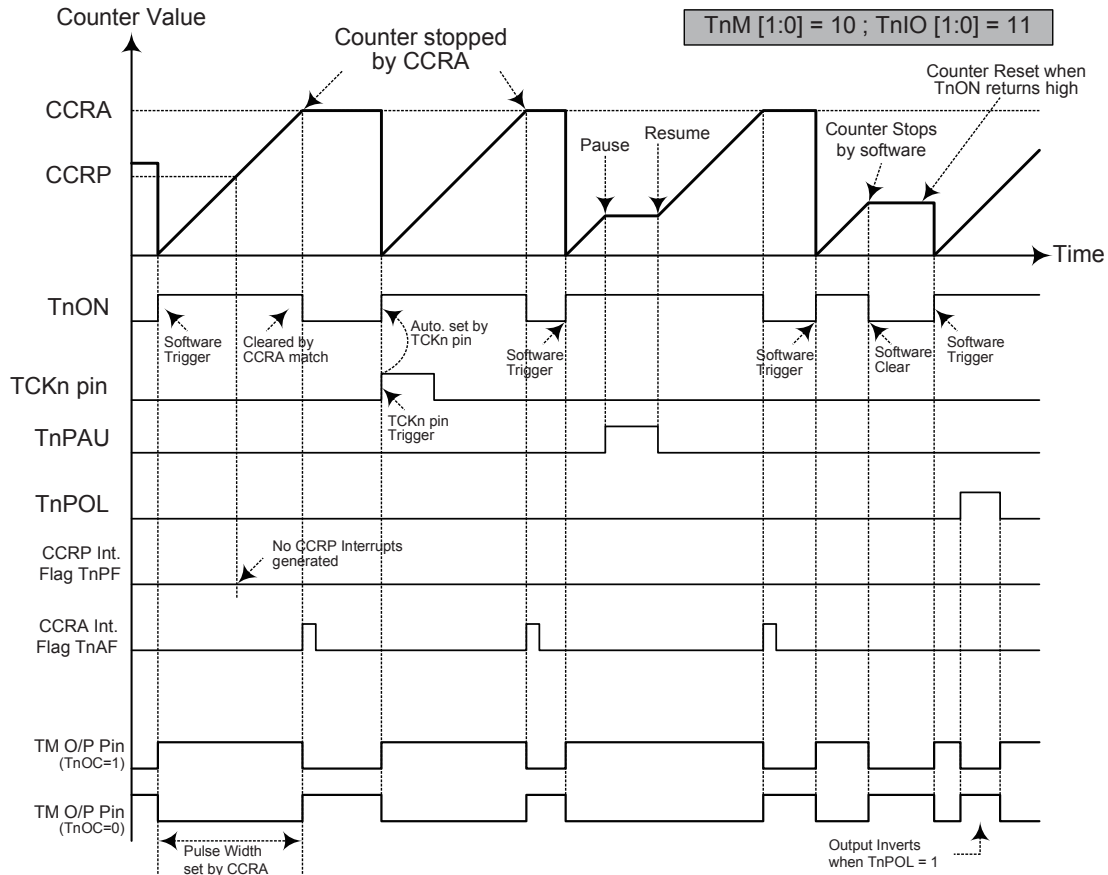 Counter Value
TnM [1:0] = 10 ; TnIO [1:0] = 11
Counter stopped
by CCRA
Counter Reset when
TnON returns high
CCRA
Pause
Resume
Counter Stops
by software
CCRP
Time
TnON
Software
Trigger
Cleared by
CCRA match
Auto. set by
TCKn pin
Software
Trigger
Software
Trigger
Software
Clear
Software
Trigger
TCKn pin
TCKn pin
Trigger
TnPAU
TnPOL
No CCRP Interrupts
generated
CCRP Int.
Flag TnPF
CCRA Int.
Flag TnAF
TM O/P Pin
(TnOC=1)
TM O/P Pin
(TnOC=0)
Pulse Width
set by CCRA
Output Inverts
when TnPOL = 1